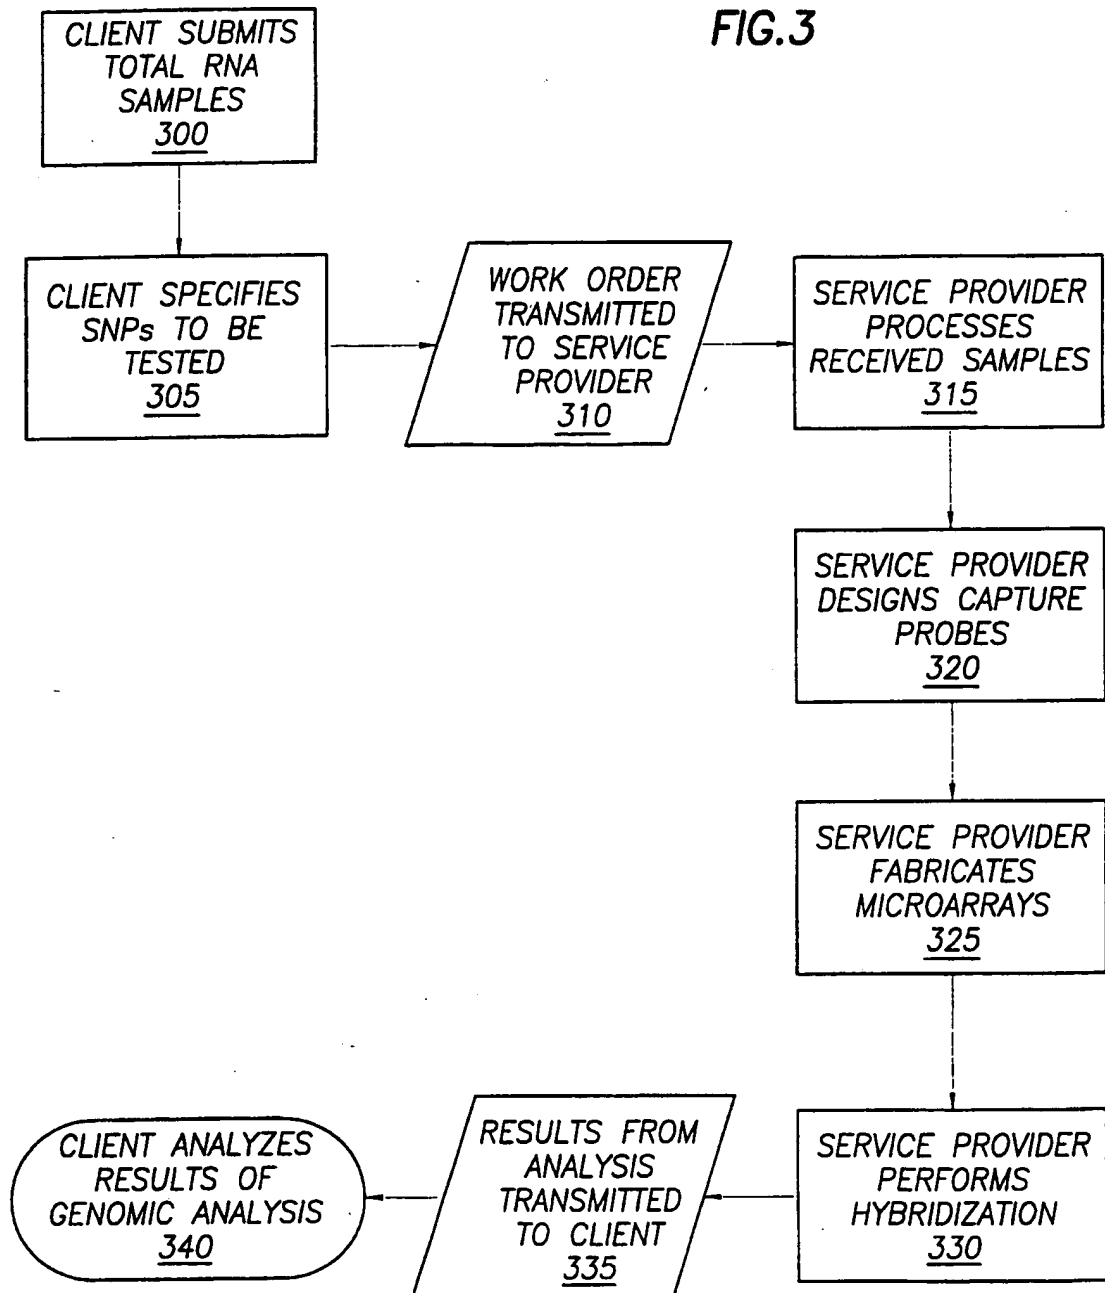 FIG.3
CLIENT SUBMITS
TOTAL RNA
SAMPLES
300
CLIENT SPECIFIES
SNPs TO BE
TESTED
305
WORK ORDER
TRANSMITTED
TO SERVICE
PROVIDER
310
SERVICE PROVIDER
PROCESSES
RECEIVED SAMPLES
315
SERVICE PROVIDER
DESIGNS CAPTURE
PROBES
320
SERVICE PROVIDER
FABRICATES
MICROARRAYS
325
SERVICE PROVIDER
PERFORMS
HYBRIDIZATION
330
RESULTS FROM
ANALYSIS
TRANSMITTED
TO CLIENT
335
CLIENT ANALYZES
RESULTS OF
GENOMIC ANALYSIS
340